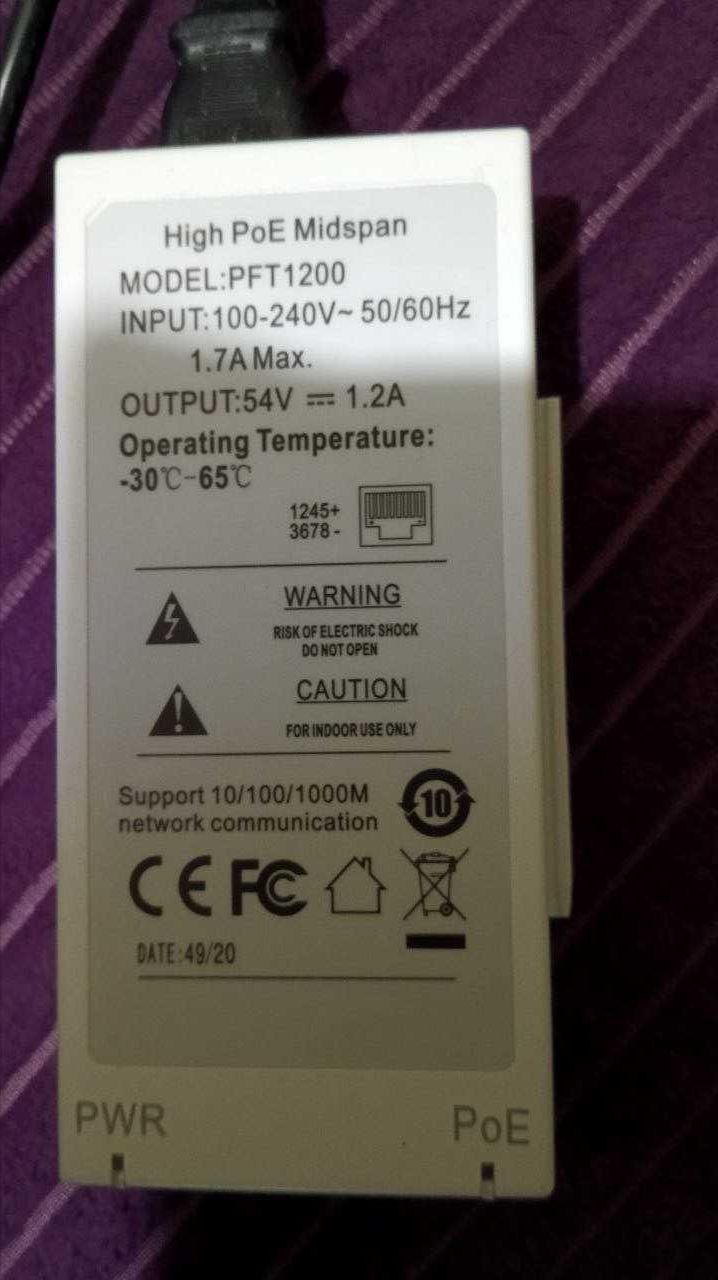 High PoE Midspan
MODEL:PFT1200
INPUT:100-240V~ 50/60Hz
1.7A Max.
OUTPUT:54V ⎓ 1.2A
Operating Temperature:
-30℃-65℃
1245+
3678-
WARNING
RISK OF ELECTRIC SHOCK
DO NOT OPEN
CAUTION
FOR INDOOR USE ONLY
Support 10/100/1000M
network communication
10
CE FC
DATE:49/20
PWR PoE